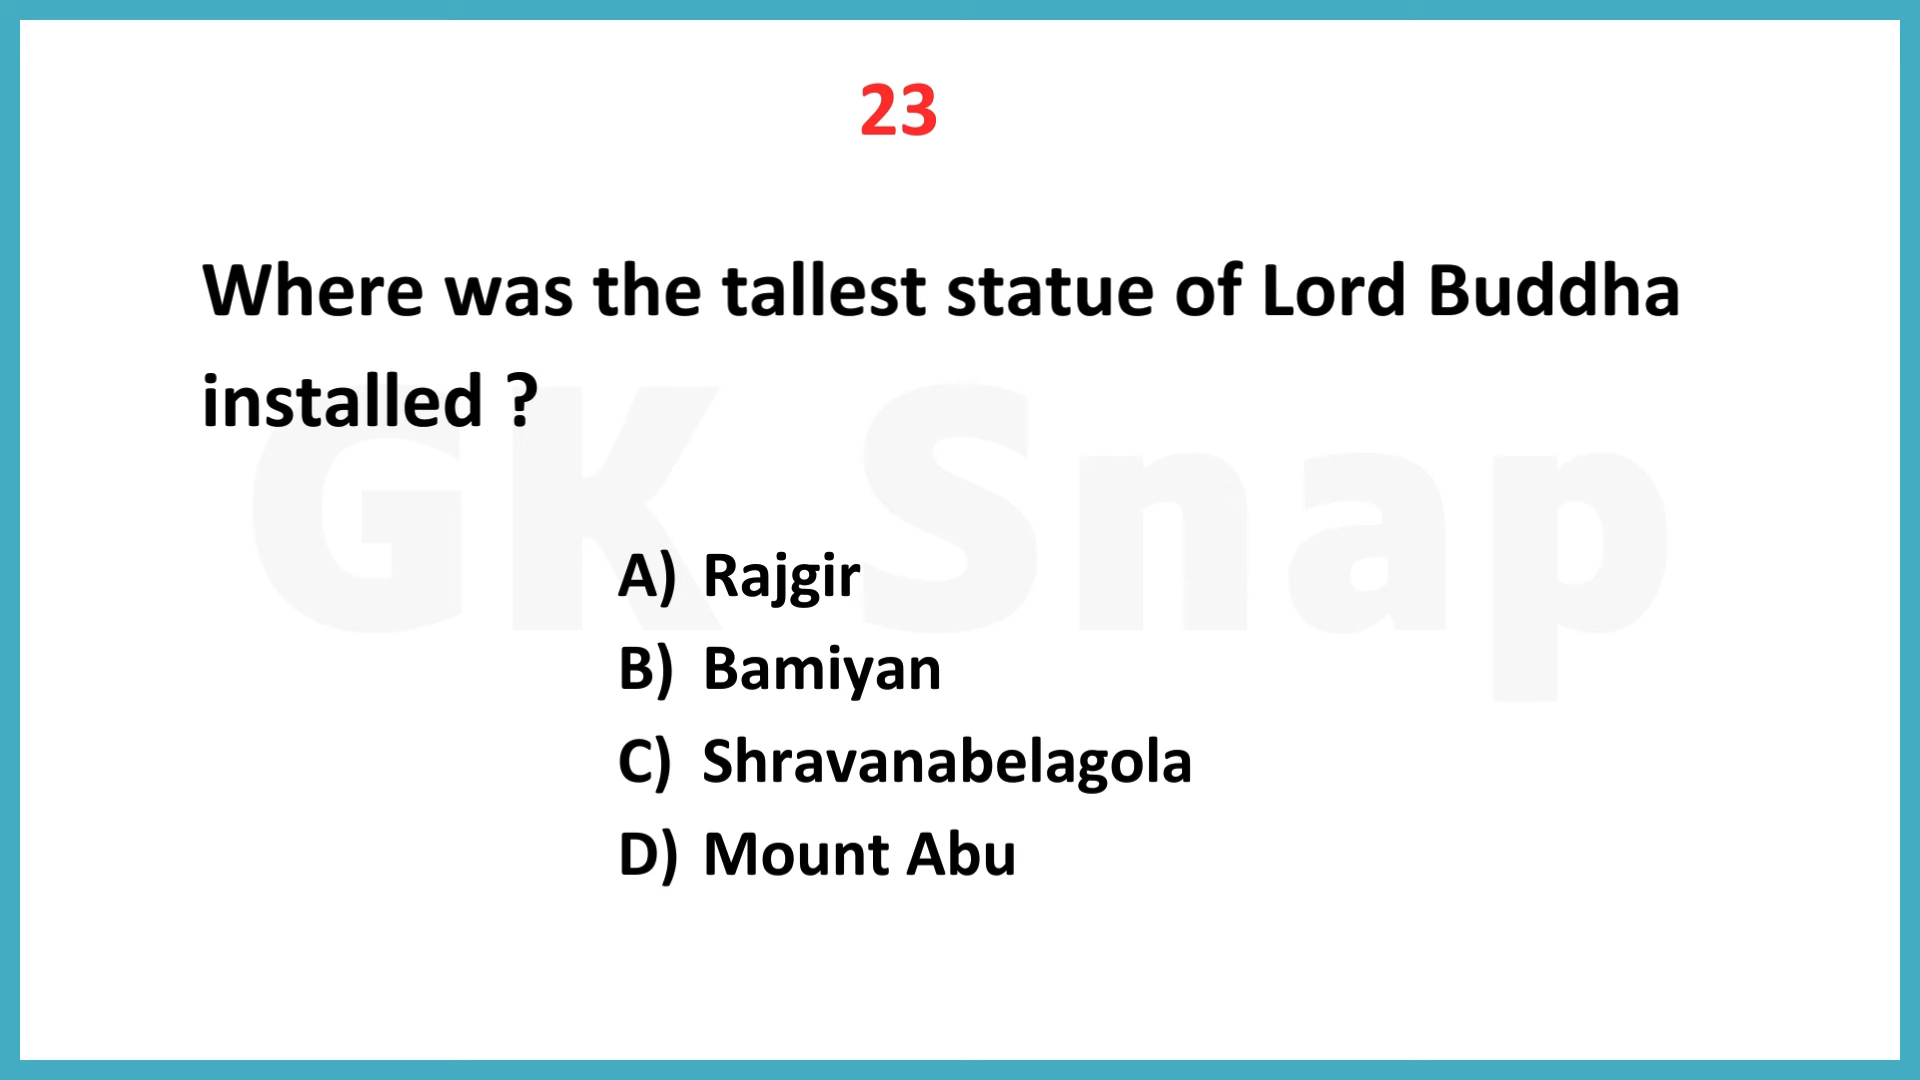 23
Where was the tallest statue of Lord Buddha
installed ?
GK Snap
A) Rajgir
B) Bamiyan
C) Shravanabelagola
D) Mount Abu